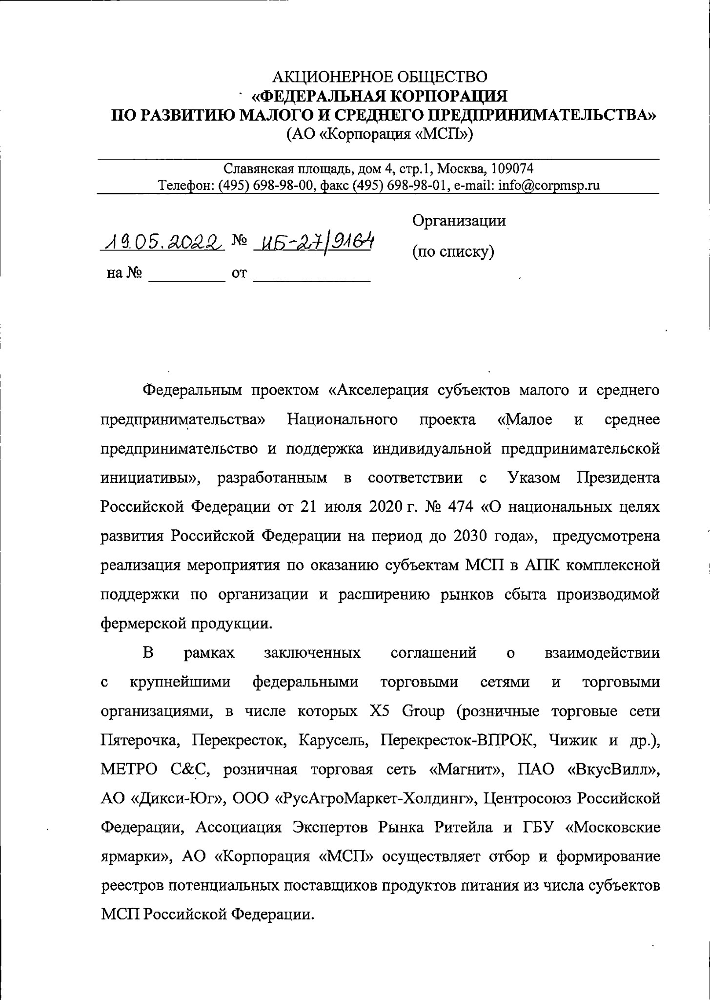 АКЦИОНЕРНОЕ ОБЩЕСТВО
«ФЕДЕРАЛЬНАЯ КОРПОРАЦИЯ
ПО РАЗВИТИЮ МАЛОГО И СРЕДНЕГО ПРЕДПРИНИМАТЕЛЬСТВА»
(АО «Корпорация «МСП»)
Славянская площадь, дом 4, стр.1, Москва, 109074
Телефон: (495) 698-98-00, факс (495) 698-98-01, e-mail: info@corpmsp.ru
Организации
19.05.2022 № ИБ-27/9164
(по списку)
на № от
Федеральным проектом «Акселерация субъектов малого и среднего
предпринимательства» Национального проекта «Малое и среднее
предпринимательство и поддержка индивидуальной предпринимательской
инициативы», разработанным в соответствии с Указом Президента
Российской Федерации от 21 июля 2020 г. № 474 «О национальных целях
развития Российской Федерации на период до 2030 года», предусмотрена
реализация мероприятия по оказанию субъектам МСП в АПК комплексной
поддержки по организации и расширению рынков сбыта производимой
фермерской продукции.
В рамках заключенных соглашений о взаимодействии
с крупнейшими федеральными торговыми сетями и торговыми
организациями, в числе которых X5 Group (розничные торговые сети
Пятерочка, Перекресток, Карусель, Перекресток-ВПРОК, Чижик и др.),
МЕТРО С&С, розничная торговая сеть «Магнит», ПАО «ВкусВилл»,
АО «Дикси-Юг», ООО «РусАгроМаркет-Холдинг», Центросоюз Российской
Федерации, Ассоциация Экспертов Рынка Ритейла и ГБУ «Московские
ярмарки», АО «Корпорация «МСП» осуществляет отбор и формирование
реестров потенциальных поставщиков продуктов питания из числа субъектов
МСП Российской Федерации.